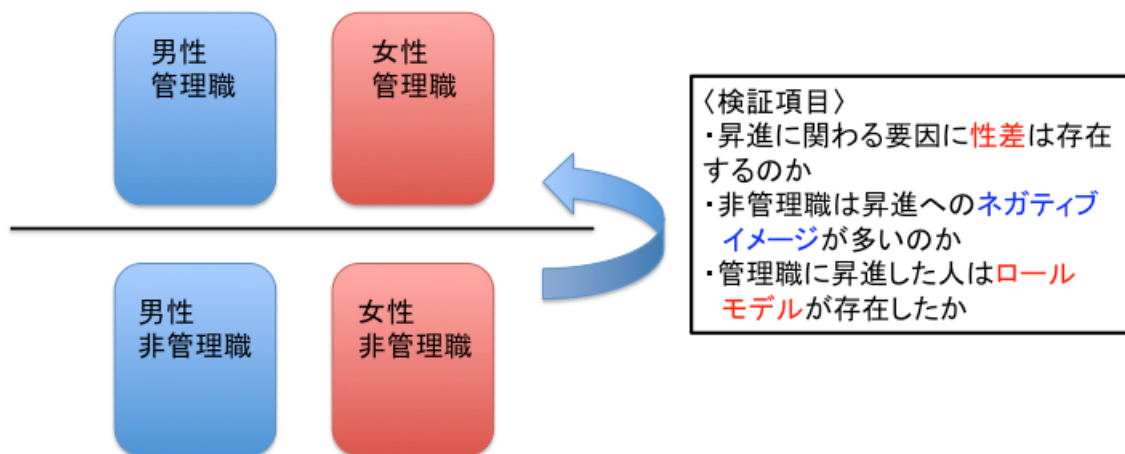 男性
管理職
女性
管理職
〈検証項目〉
・昇進に関わる要因に性差は存在
するのか
・非管理職は昇進へのネガティブ
イメージが多いのか
・管理職に昇進した人はロール
モデルが存在したか
男性
非管理職
女性
非管理職